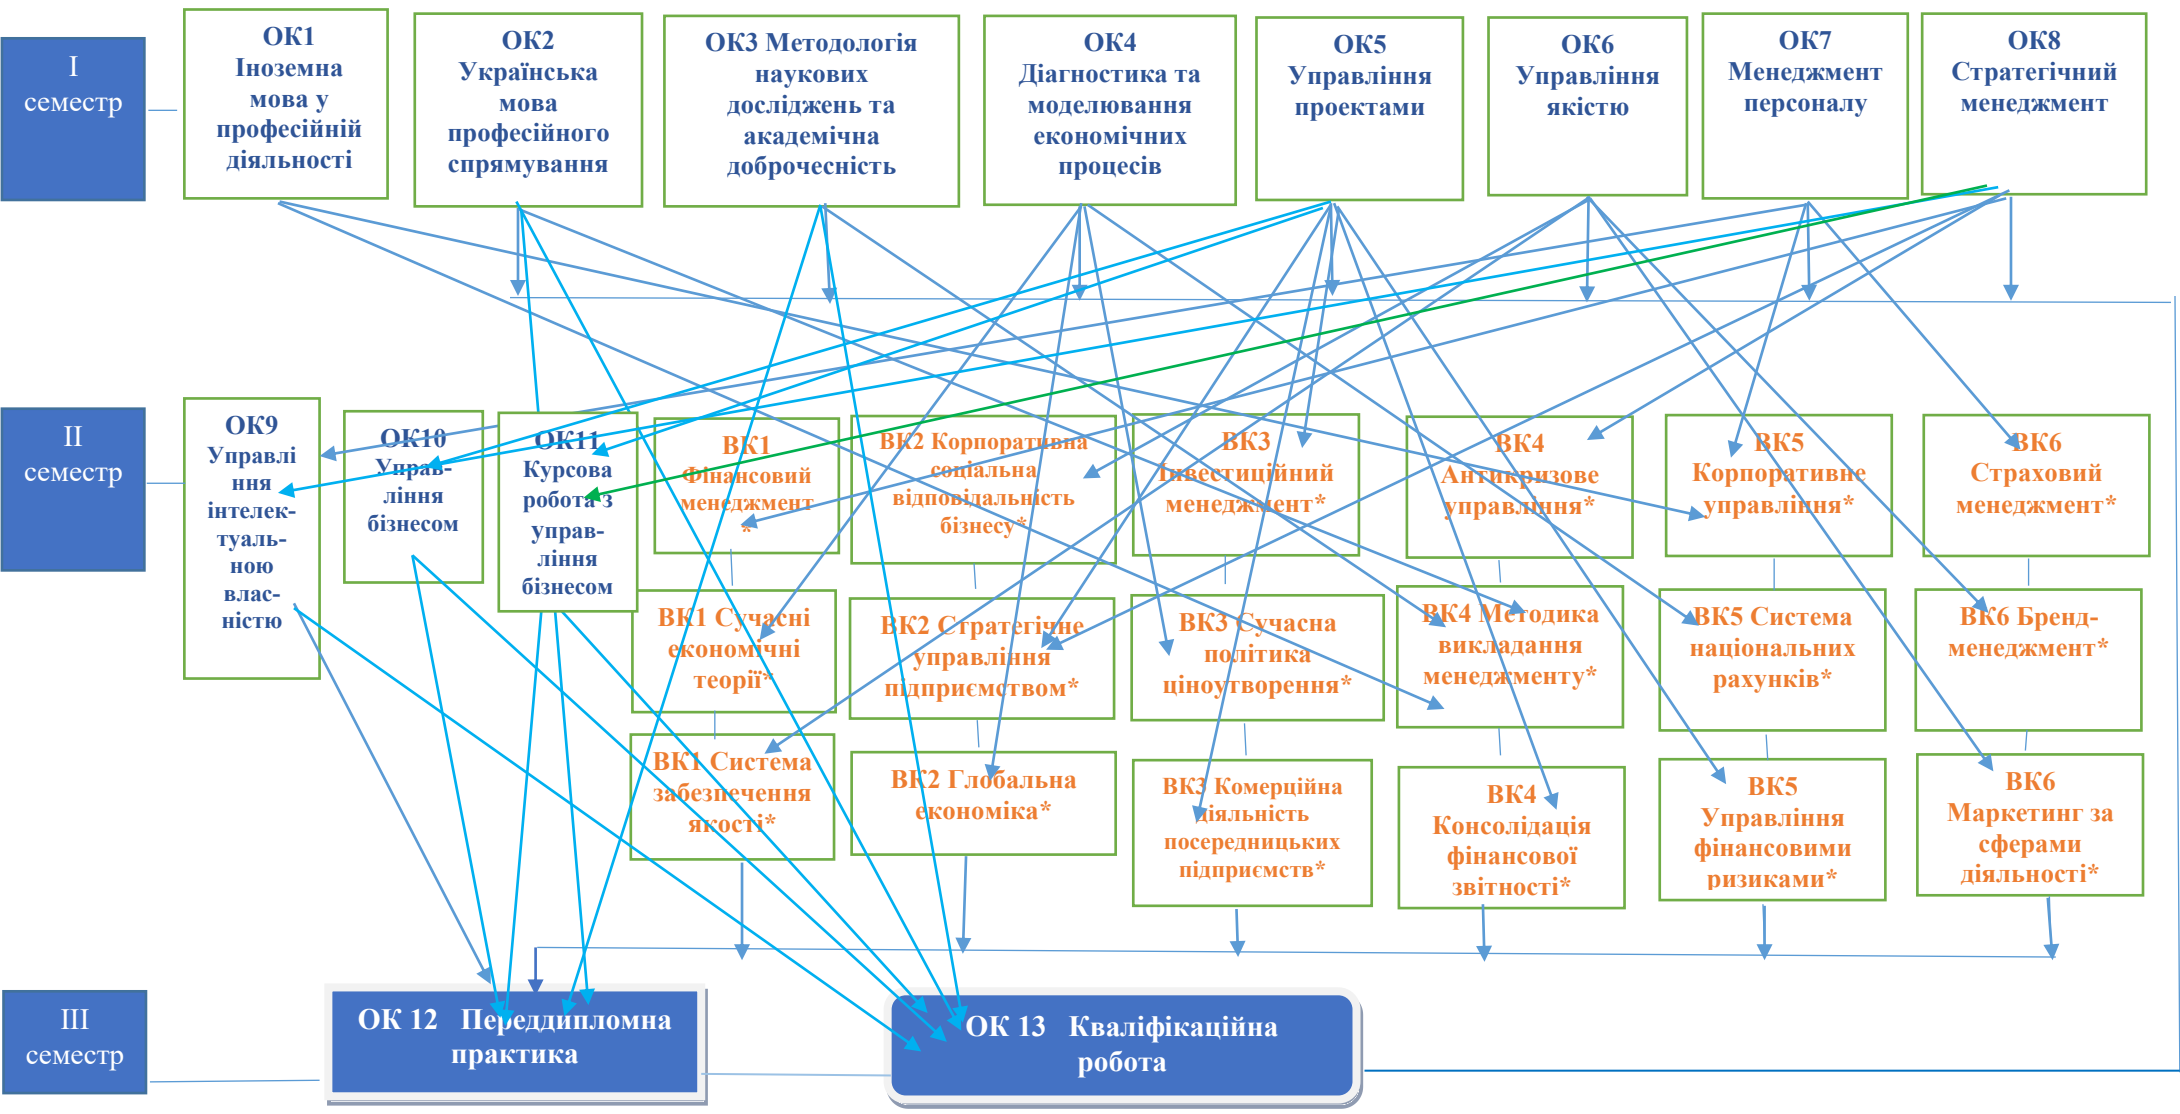 I
семестр
ОК1
Іноземна
мова у
професійній
діяльності
ОК2
Українська
мова
професійного
спрямування
ОК3 Методологія
наукових
досліджень та
академічна
доброчесність
ОК4
Діагностика та
моделювання
економічних
процесів
ОК5
Управління
проектами
ОК6
Управління
якістю
ОК7
Менеджмент
персоналу
ОК8
Стратегічний
менеджмент
II
семестр
ОК9
Управлі
ння
інтелек-
туаль-
ною
влас-
ністю
ОК10
Управ-
ління
бізнесом
ОК11
Курсова
робота з
управ-
ління
бізнесом
ВК1
Фінансовий
менеджмент
*
ВК2 Корпоративна
соціальна
відповідальність
бізнесу*
ВК3
Інвестиційний
менеджмент*
ВК4
Антикризове
управління*
ВК5
Корпоративне
управління*
ВК6
Страховий
менеджмент*
ВК1 Сучасні
економічні
теорії*
ВК2 Стратегічне
управління
підприємством*
ВК3 Сучасна
політика
ціноутворення*
ВК4 Методика
викладання
менеджменту*
ВК5 Система
національних
рахунків*
ВК6 Бренд-
менеджмент*
ВК1 Система
забезпечення
якості*
ВК2 Глобальна
економіка*
ВК3 Комерційна
діяльність
посередницьких
підприємств*
ВК4
Консолідація
фінансової
звітності*
ВК5
Управління
фінансовими
ризиками*
ВК6
Маркетинг за
сферами
діяльності*
III
семестр
ОК 12 Переддипломна
практика
ОК 13 Кваліфікаційна
робота